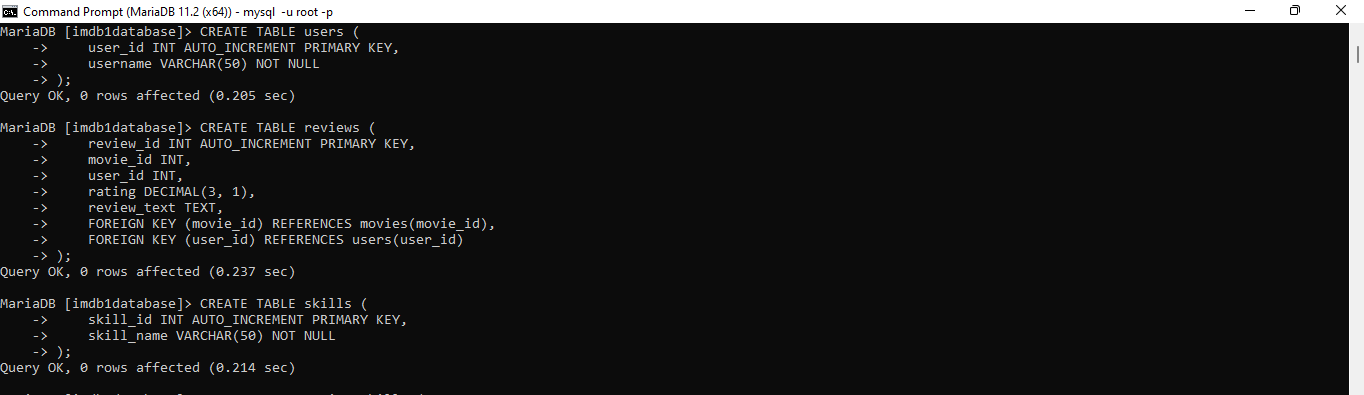 Command Prompt (MariaDB 11.2 (x64)) - mysql -u root -p
MariaDB [imdb1database]> CREATE TABLE users (
    ->     user_id INT AUTO_INCREMENT PRIMARY KEY,
    ->     username VARCHAR(50) NOT NULL
    -> );
Query OK, 0 rows affected (0.205 sec)
MariaDB [imdb1database]> CREATE TABLE reviews (
    ->     review_id INT AUTO_INCREMENT PRIMARY KEY,
    ->     movie_id INT,
    ->     user_id INT,
    ->     rating DECIMAL(3, 1),
    ->     review_text TEXT,
    ->     FOREIGN KEY (movie_id) REFERENCES movies(movie_id),
    ->     FOREIGN KEY (user_id) REFERENCES users(user_id)
    -> );
Query OK, 0 rows affected (0.237 sec)
MariaDB [imdb1database]> CREATE TABLE skills (
    ->     skill_id INT AUTO_INCREMENT PRIMARY KEY,
    ->     skill_name VARCHAR(50) NOT NULL
    -> );
Query OK, 0 rows affected (0.214 sec)